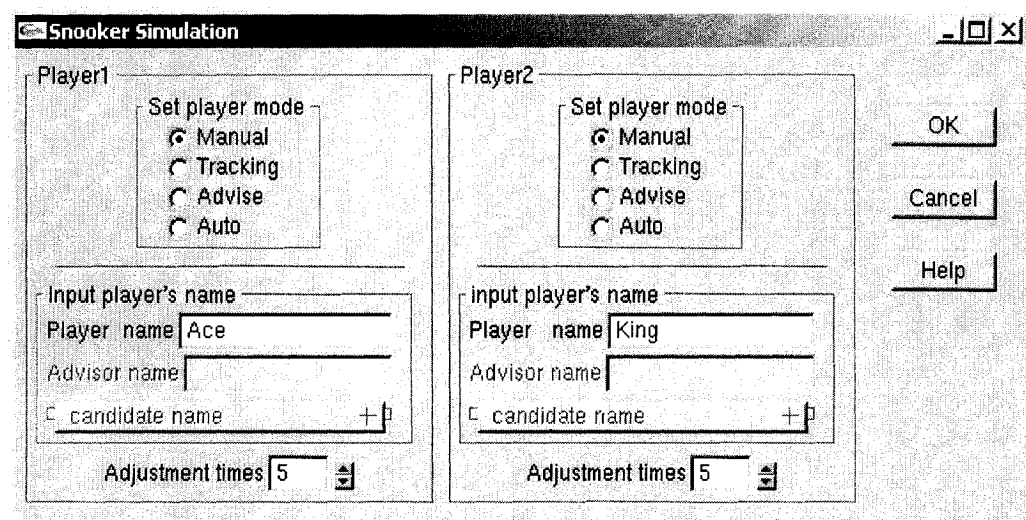 Snooker Simulation
Player1
Set player mode
Manual
Tracking
Advise
Auto
Input player's name
Player name Ace
Advisor name
candidate name
Adjustment times 5
Player2
Set player mode
Manual
Tracking
Advise
Auto
input player's name
Player name King
Advisor name
candidate name
Adjustment times 5
OK
Cancel
Help